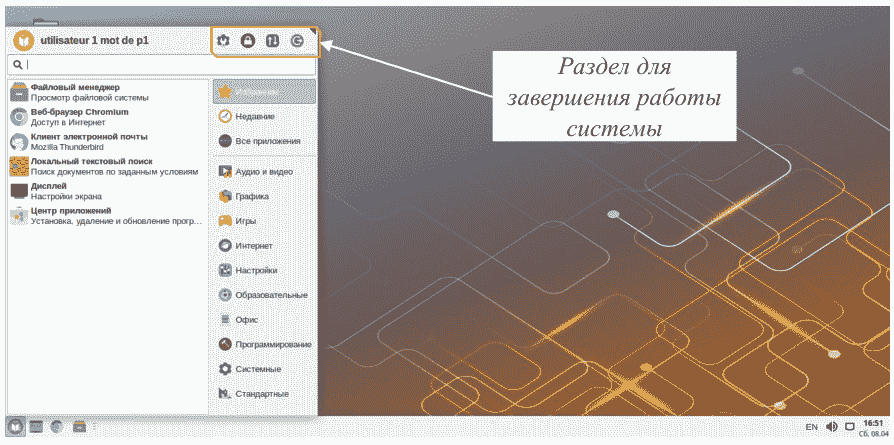 utilisateur 1 mot de p1
Файловый менеджер
Просмотр файловой системы
Веб-браузер Chromium
Доступ в Интернет
Клиент электронной почты
Mozilla Thunderbird
Локальный текстовый поиск
Поиск документов по заданным условиям
Дисплей
Настройки экрана
Центр приложений
Установка, удаление и обновление прогр...
Избранное
Недавние
Все приложения
Аудио и видео
Графика
Игры
Интернет
Настройки
Образовательные
Офис
Программирование
Системные
Стандартные
Раздел для
завершения работы
системы
EN
16:51
Сб, 08.04